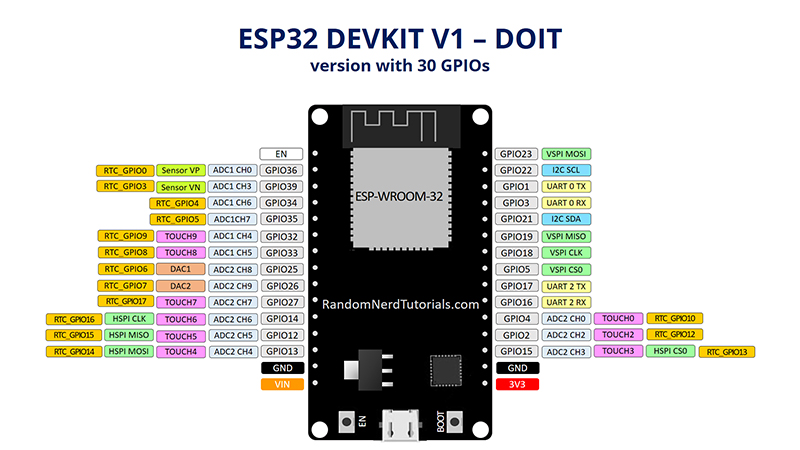 ESP32 DEVKIT V1 – DOIT
version with 30 GPIOs
EN
RTC_GPIO0 Sensor VP ADC1 CH0 GPIO36
RTC_GPIO3 Sensor VN ADC1 CH3 GPIO39
RTC_GPIO4 ADC1 CH6 GPIO34
RTC_GPIO5 ADC1CH7 GPIO35
RTC_GPIO9 TOUCH9 ADC1 CH4 GPIO32
RTC_GPIO8 TOUCH8 ADC1 CH5 GPIO33
RTC_GPIO6 DAC1 ADC2 CH8 GPIO25
RTC_GPIO7 DAC2 ADC2 CH9 GPIO26
RTC_GPIO17 TOUCH7 ADC2 CH7 GPIO27
RTC_GPIO16 HSPI CLK TOUCH6 ADC2 CH6 GPIO14
RTC_GPIO15 HSPI MISO TOUCH5 ADC2 CH5 GPIO12
RTC_GPIO14 HSPI MOSI TOUCH4 ADC2 CH4 GPIO13
GND
VIN
ESP-WROOM-32
RandomNerdTutorials.com
EN
BOOT
GPIO23 VSPI MOSI
GPIO22 I2C SCL
GPIO1 UART 0 TX
GPIO3 UART 0 RX
GPIO21 I2C SDA
GPIO19 VSPI MISO
GPIO18 VSPI CLK
GPIO5 VSPI CS0
GPIO17 UART 2 TX
GPIO16 UART 2 RX
GPIO4 ADC2 CH0 TOUCH0 RTC_GPIO10
GPIO2 ADC2 CH2 TOUCH2 RTC_GPIO12
GPIO15 ADC2 CH3 TOUCH3 HSPI CS0 RTC_GPIO13
GND
3V3